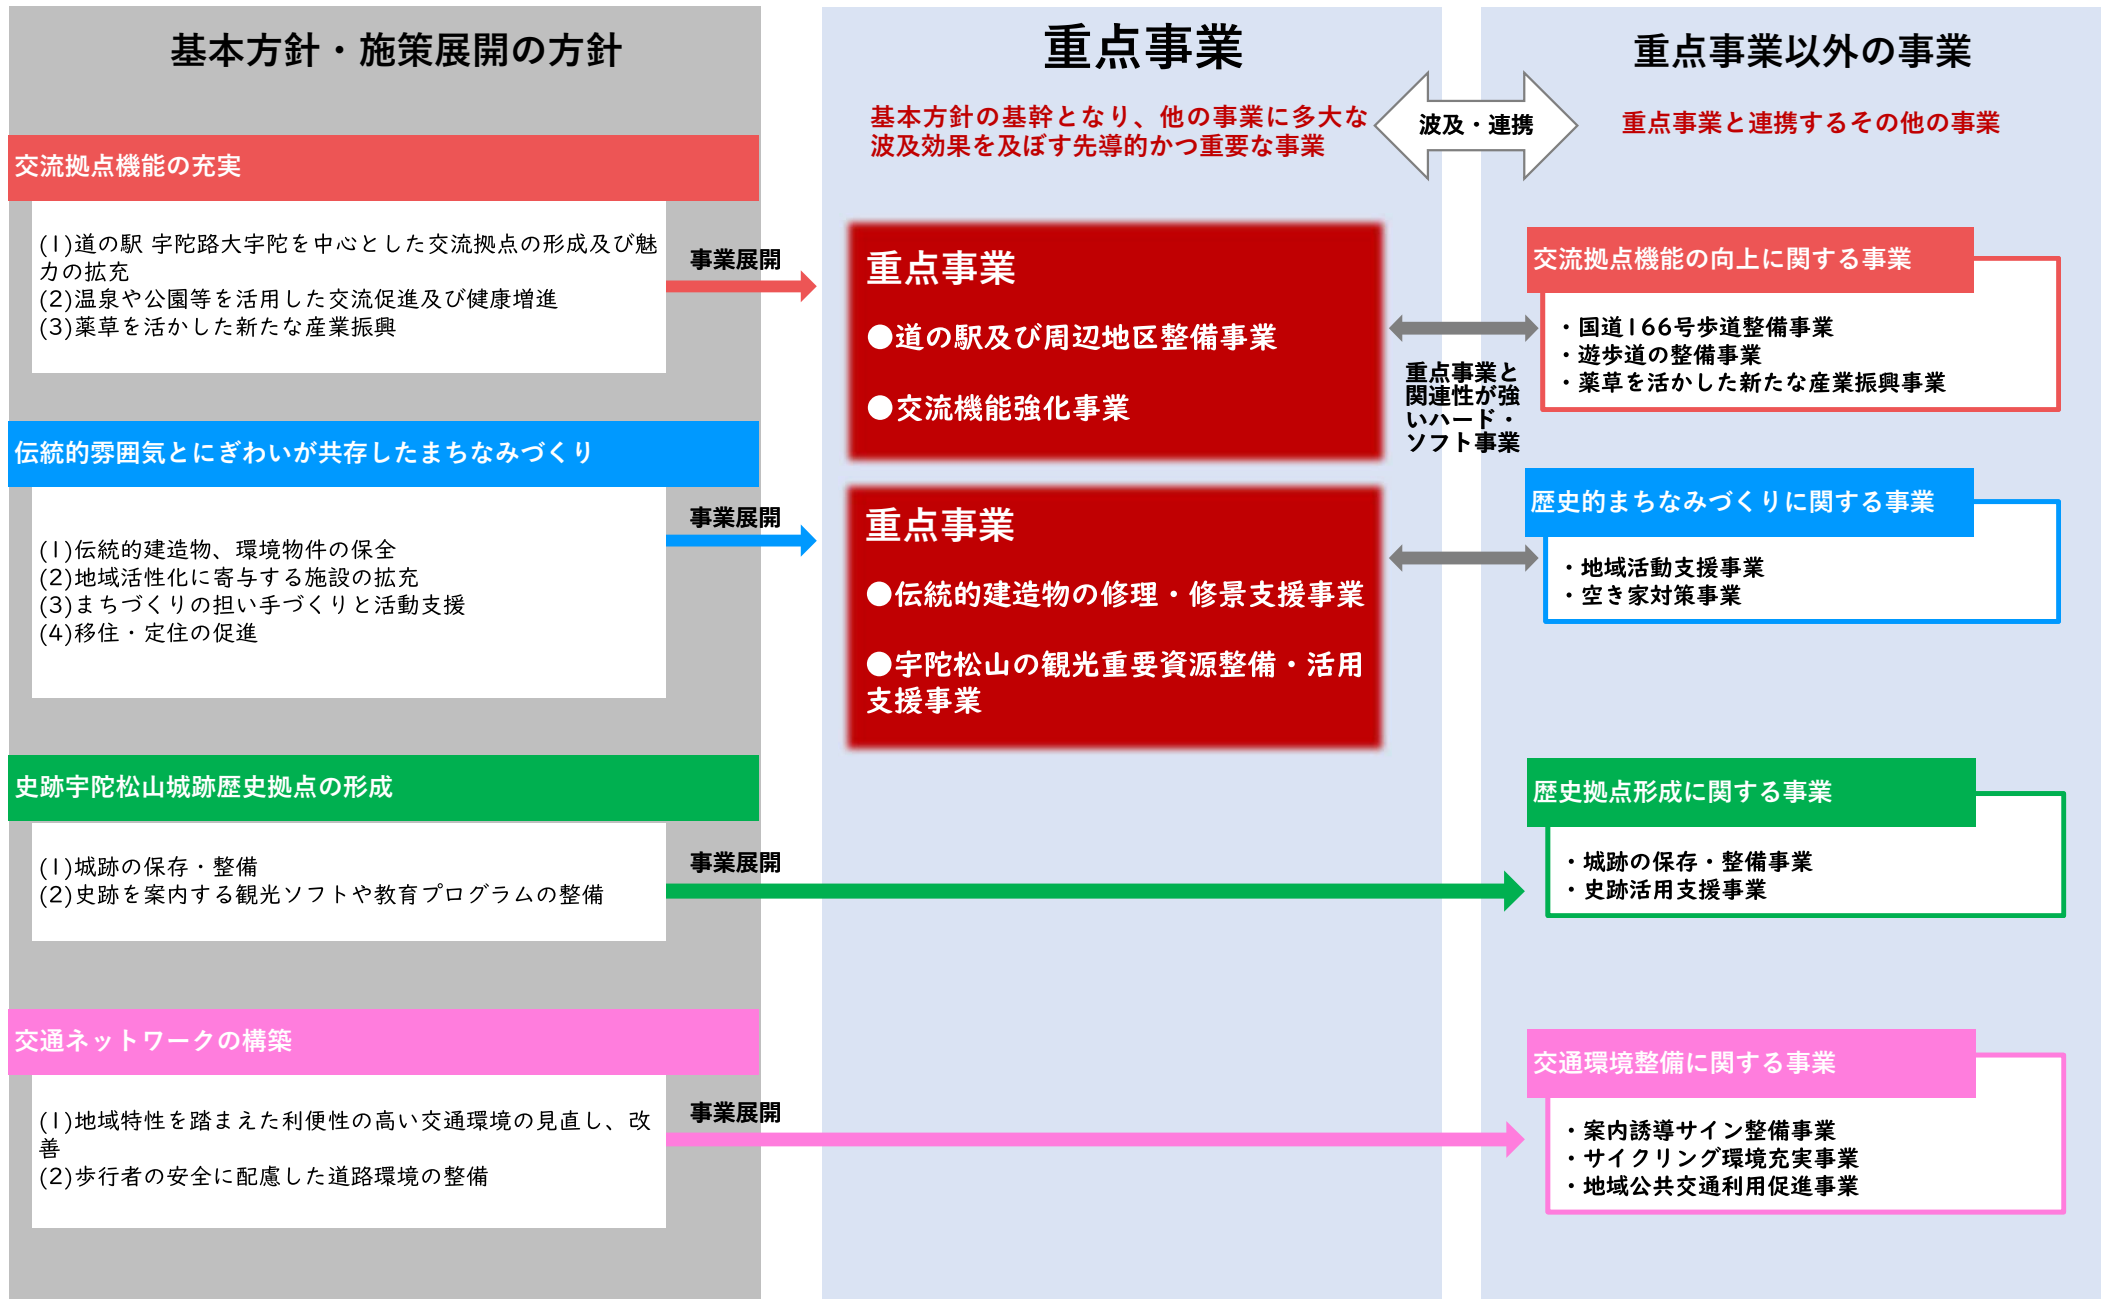 基本方針・施策展開の方針
交流拠点機能の充実
(1)道の駅 宇陀路大宇陀を中心とした交流拠点の形成及び魅
力の拡充
(2)温泉や公園等を活用した交流促進及び健康増進
(3)薬草を活かした新たな産業振興
事業展開
伝統的雰囲気とにぎわいが共存したまちなみづくり
(1)伝統的建造物、環境物件の保全
(2)地域活性化に寄与する施設の拡充
(3)まちづくりの担い手づくりと活動支援
(4)移住・定住の促進
事業展開
史跡宇陀松山城跡歴史拠点の形成
(1)城跡の保存・整備
(2)史跡を案内する観光ソフトや教育プログラムの整備
事業展開
交通ネットワークの構築
(1)地域特性を踏まえた利便性の高い交通環境の見直し、改
善
(2)歩行者の安全に配慮した道路環境の整備
事業展開
重点事業
基本方針の基幹となり、他の事業に多大な
波及効果を及ぼす先導的かつ重要な事業
重点事業
●道の駅及び周辺地区整備事業
●交流機能強化事業
重点事業
●伝統的建造物の修理・修景支援事業
●宇陀松山の観光重要資源整備・活用
支援事業
波及・連携
重点事業と
関連性が強
いハード・
ソフト事業
重点事業以外の事業
重点事業と連携するその他の事業
交流拠点機能の向上に関する事業
・国道166号歩道整備事業
・遊歩道の整備事業
・薬草を活かした新たな産業振興事業
歴史的まちなみづくりに関する事業
・地域活動支援事業
・空き家対策事業
歴史拠点形成に関する事業
・城跡の保存・整備事業
・史跡活用支援事業
交通環境整備に関する事業
・案内誘導サイン整備事業
・サイクリング環境充実事業
・地域公共交通利用促進事業